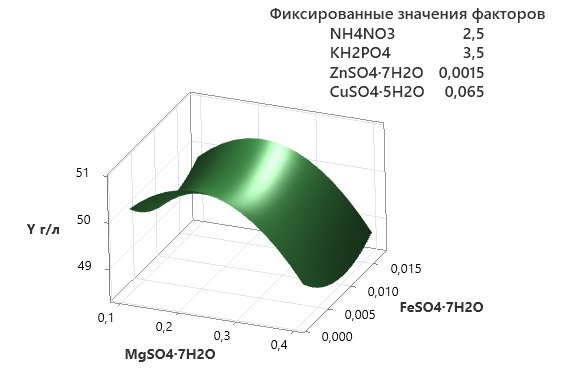 Фиксированные значения факторов
NH4NO3 2,5
KH2PO4 3,5
ZnSO4·7H2O 0,0015
CuSO4·5H2O 0,065
51
50
49
Y г/л
0,1
0,2
0,3
0,4
MgSO4·7H2O
0,000
0,005
0,010
0,015
FeSO4·7H2O